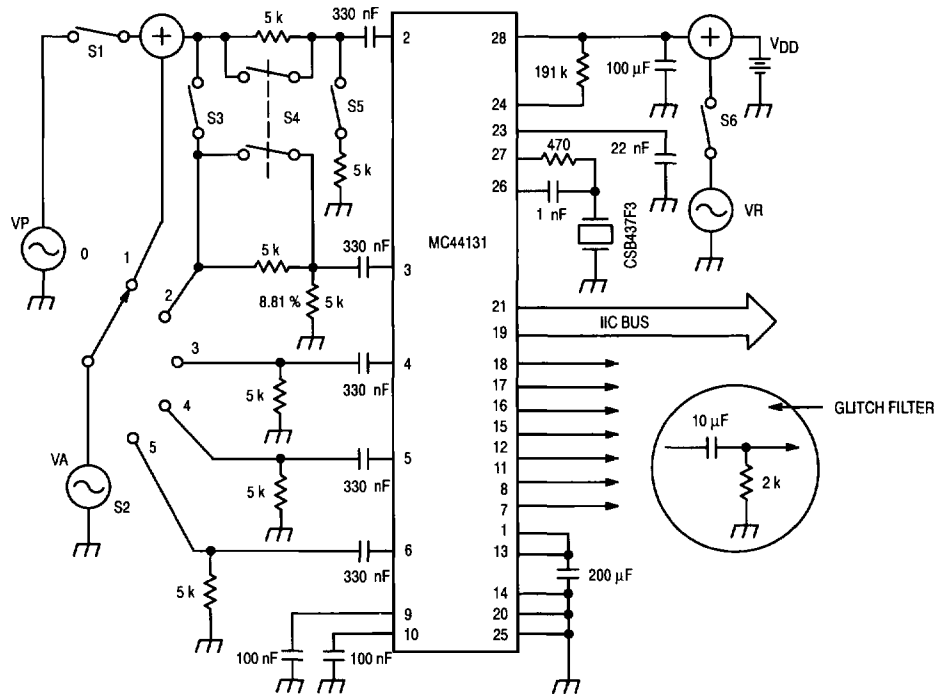 5 k
330 nF
S1
2
28
VDD
191 k
100 µF
24
S3
S4
S5
S6
23
5 k
470
22 nF
27
26
VP
0
1 nF
VR
CSB437F3
MC44131
1
5 k
330 nF
3
2
8.81 %
5 k
21
IIC BUS
19
3
4
18
330 nF
17
5 k
16
GLITCH FILTER
4
10 µF
15
5
12
VA
5
11
330 nF
2 k
8
S2
5 k
7
1
6
13
330 nF
200 µF
5 k
14
9
20
10
25
100 nF
100 nF